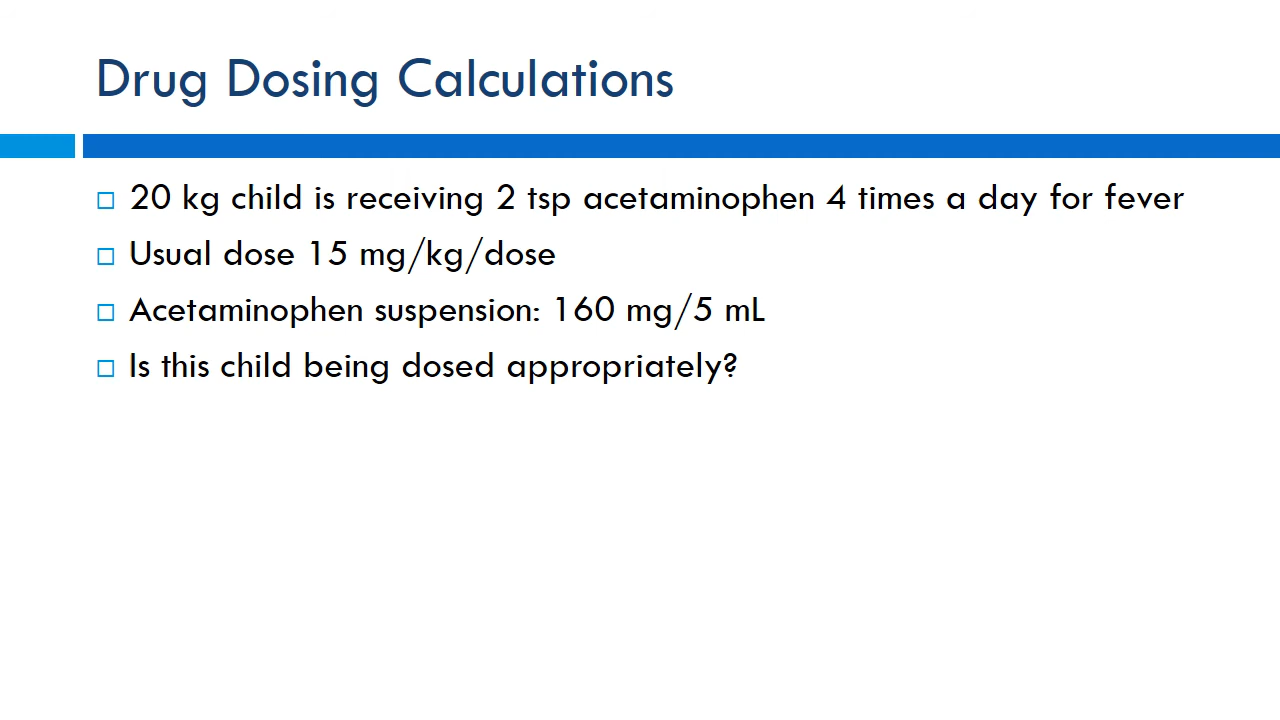 Drug Dosing Calculations
20 kg child is receiving 2 tsp acetaminophen 4 times a day for fever
Usual dose 15 mg/kg/dose
Acetaminophen suspension: 160 mg/5 mL
Is this child being dosed appropriately?